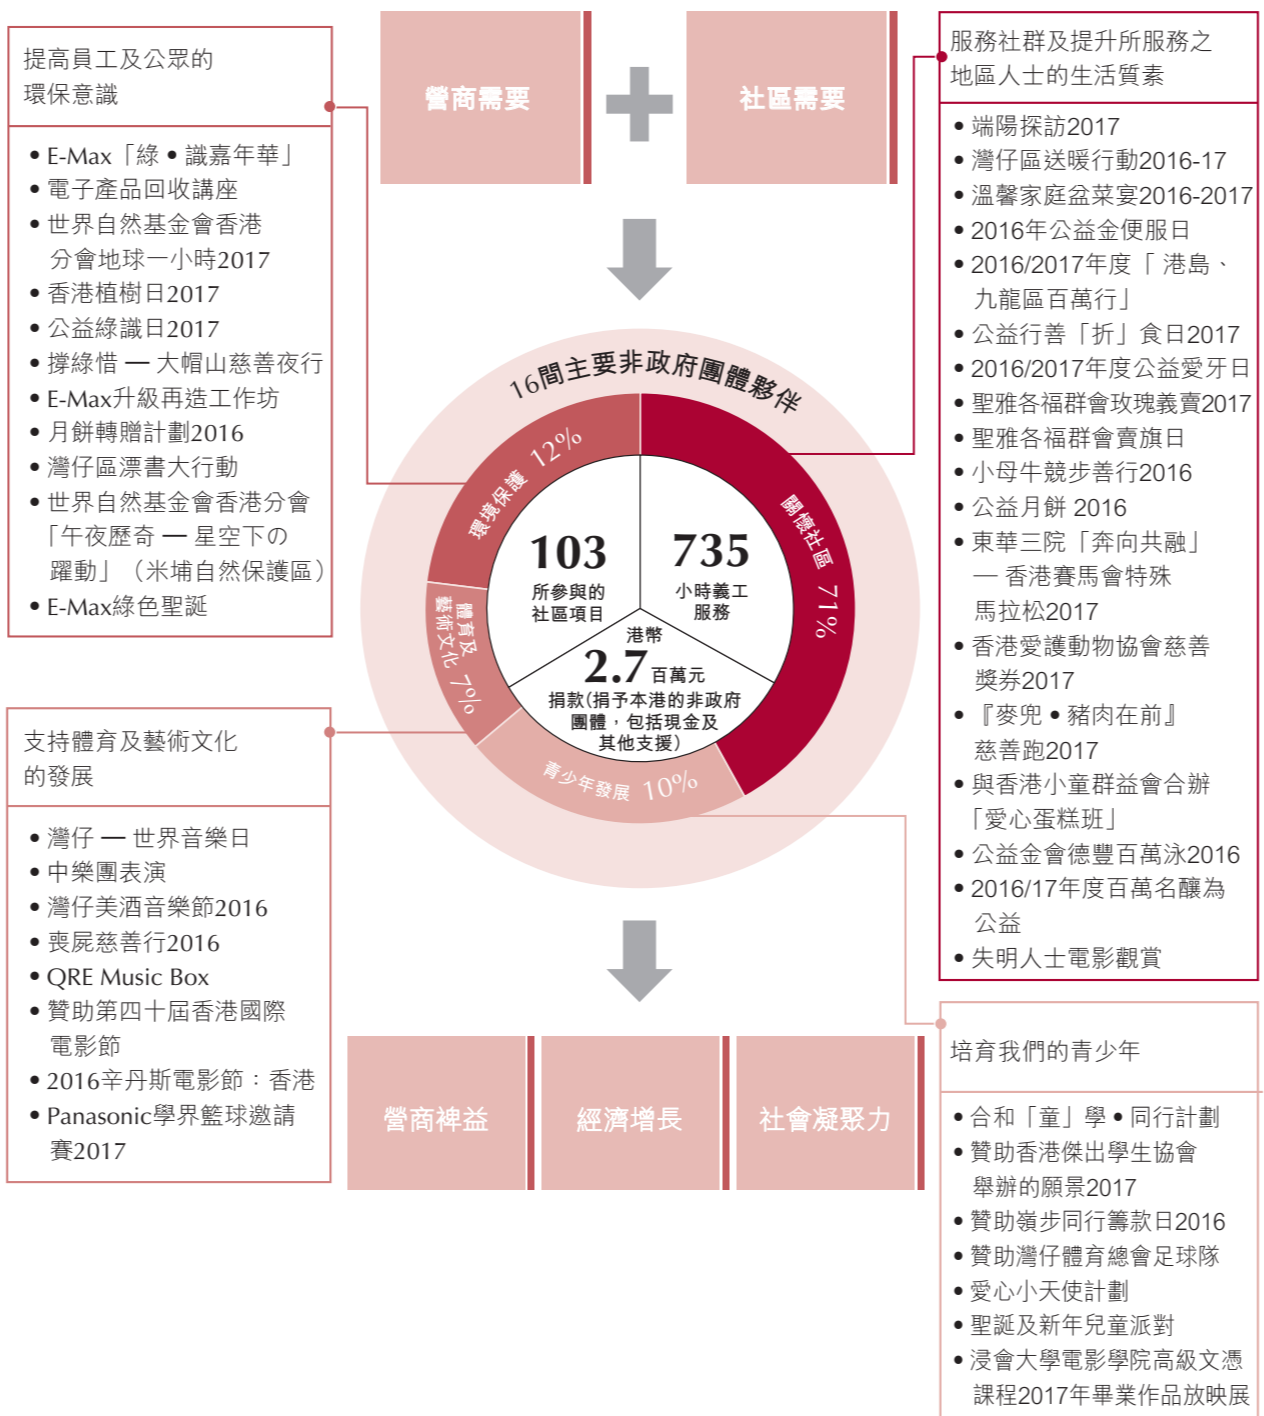 提高員工及公眾的
環保意識
• E-Max「綠 • 識嘉年華」
• 電子產品回收講座
• 世界自然基金會香港
分會地球一小時2017
• 香港植樹日2017
• 公益綠識日2017
• 撐綠惜 — 大帽山慈善夜行
• E-Max升級再造工作坊
• 月餅轉贈計劃2016
• 灣仔區漂書大行動
• 世界自然基金會香港分會
「午夜歷奇 — 星空下の
躍動」（米埔自然保護區）
• E-Max綠色聖誕
支持體育及藝術文化
的發展
• 灣仔 — 世界音樂日
• 中樂團表演
• 灣仔美酒音樂節2016
• 喪屍慈善行2016
• QRE Music Box
• 贊助第四十屆香港國際
電影節
• 2016辛丹斯電影節：香港
• Panasonic學界籃球邀請
賽2017
營商需要
社區需要
16間主要非政府團體夥伴
環境保護 12%
關懷社區 71%
體育及
藝術文化 7%
青少年發展 10%
103
所參與的
社區項目
735
小時義工
服務
港幣
2.7 百萬元
捐款(捐予本港的非政府
團體，包括現金及
其他支援)
營商裨益
經濟增長
社會凝聚力
服務社群及提升所服務之
地區人士的生活質素
• 端陽探訪2017
• 灣仔區送暖行動2016-17
• 溫馨家庭盆菜宴2016-2017
• 2016年公益金便服日
• 2016/2017年度「 港島、
九龍區百萬行」
• 公益行善「折」食日2017
• 2016/2017年度公益愛牙日
• 聖雅各福群會玫瑰義賣2017
• 聖雅各福群會賣旗日
• 小母牛競步善行2016
• 公益月餅 2016
• 東華三院「奔向共融」
— 香港賽馬會特殊
馬拉松2017
• 香港愛護動物協會慈善
獎券2017
• 『麥兜 • 豬肉在前』
慈善跑2017
• 與香港小童群益會合辦
「愛心蛋糕班」
• 公益金會德豐百萬泳2016
• 2016/17年度百萬名釀為
公益
• 失明人士電影觀賞
培育我們的青少年
• 合和「童」學 • 同行計劃
• 贊助香港傑出學生協會
舉辦的願景2017
• 贊助嶺步同行籌款日2016
• 贊助灣仔體育總會足球隊
• 愛心小天使計劃
• 聖誕及新年兒童派對
• 浸會大學電影學院高級文憑
課程2017年畢業作品放映展